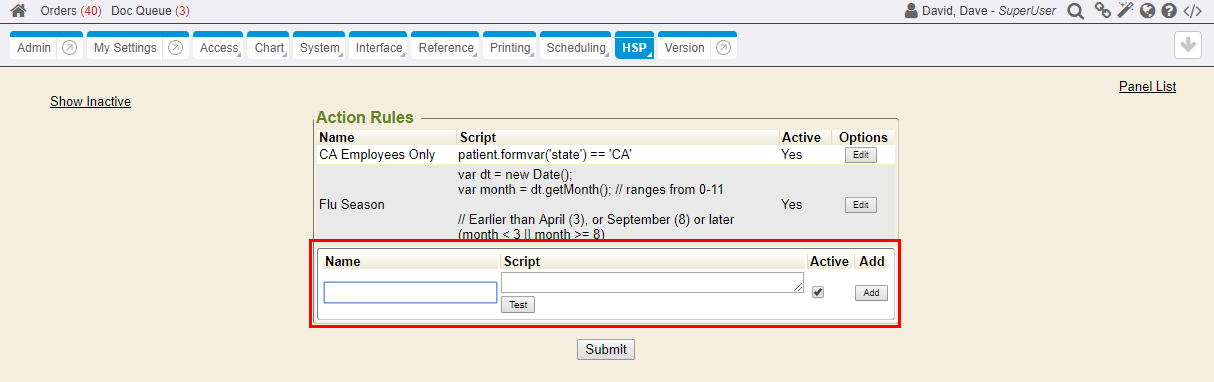 Orders (40) Doc Queue (3) David, Dave - SuperUser
Admin My Settings Access Chart System Interface Reference Printing Scheduling HSP Version
Panel List
Show Inactive
Action Rules
Name Script Active Options
CA Employees Only patient.formvar('state') == 'CA' Yes Edit
var dt = new Date();
var month = dt.getMonth(); // ranges from 0-11
Flu Season Yes Edit
// Earlier than April (3), or September (8) or later
(month < 3 || month >= 8)
Name Script Active Add
Add
Test
Submit